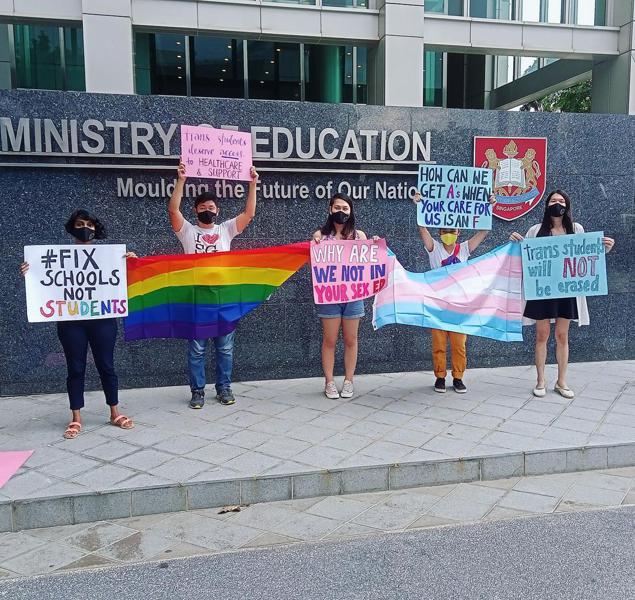 MINISTRY OF EDUCATION
Moulding the Future of Our Natio
SINGAPORE
trans students
deserve access
to HEALTHCARE
& SUPPORT
HOW CAN WE
GET A's WHEN
YOUR CARE FOR
US IS AN F
#FIX
SCHOOLS
NOT
STUDENTS
WHY ARE
WE NOT IN
YOUR SEX ED
trans students
will NOT
be erased
I
SG